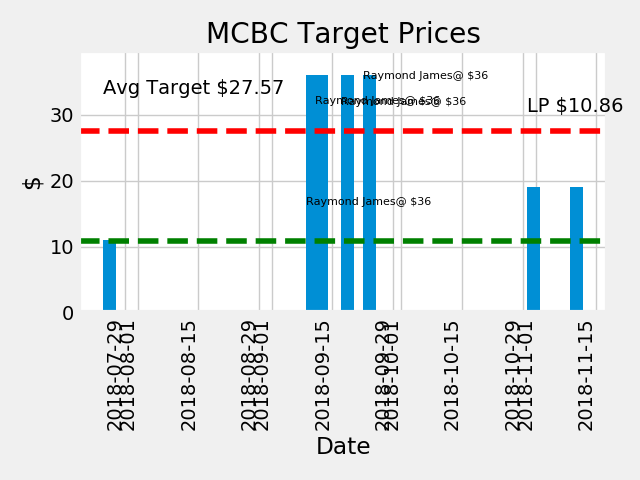 MCBC Target Prices
Avg Target $27.57
Raymond James@ $36
Raymond James@ $36
Raymond James@ $36
LP $10.86
Raymond James@ $36
$
30
20
10
0
2018-07-29
2018-08-01
2018-08-15
2018-08-29
2018-09-01
2018-09-15
2018-09-29
2018-10-01
2018-10-15
2018-10-29
2018-11-01
2018-11-15
Date